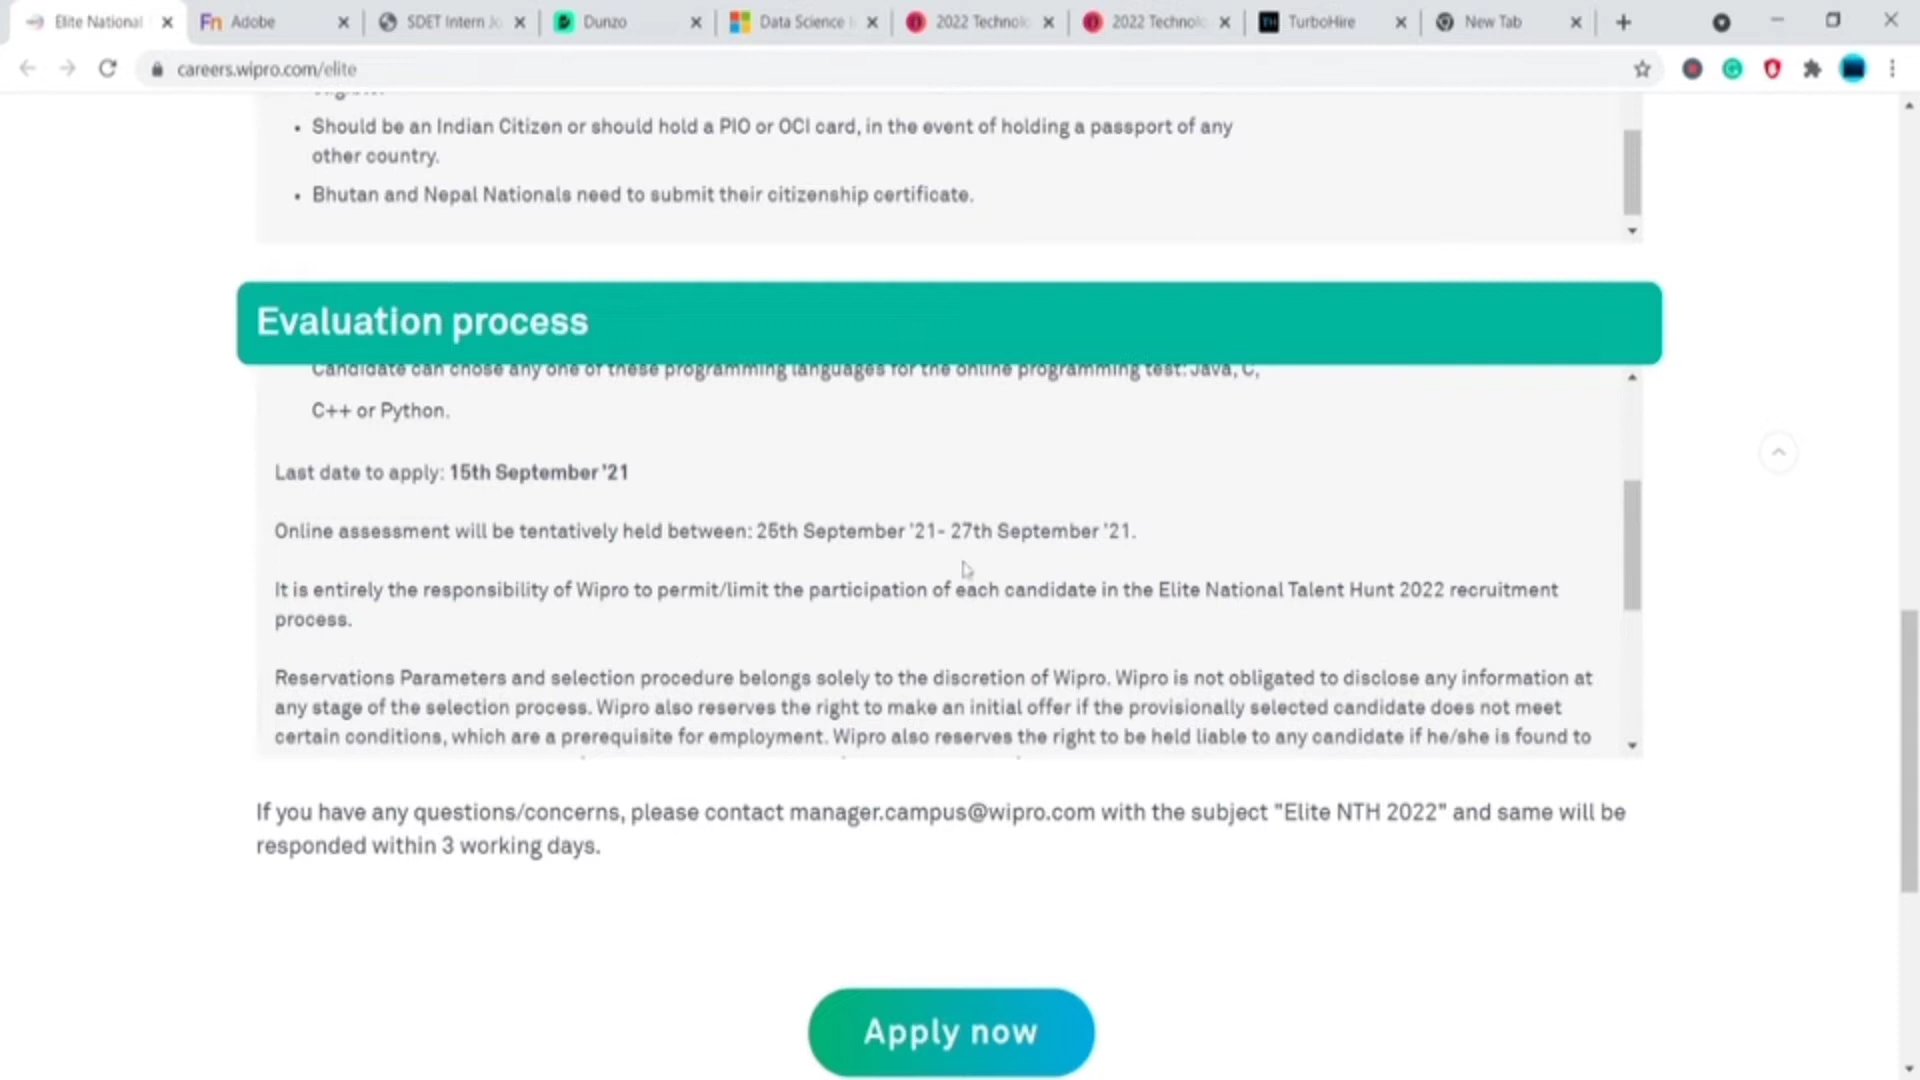 Elite National
Adobe
SDET Intern Jo
Dunzo
Data Science I
2022 Technolo
2022 Technolo
TurboHire
New Tab
careers.wipro.com/elite
Should be an Indian Citizen or should hold a PIO or OCI card, in the event of holding a passport of any
other country.
Bhutan and Nepal Nationals need to submit their citizenship certificate.
Evaluation process
Candidate can chose any one of these programming languages for the online programming test: Java, C,
C++ or Python.
Last date to apply: 15th September '21
Online assessment will be tentatively held between: 25th September '21- 27th September '21.
It is entirely the responsibility of Wipro to permit/limit the participation of each candidate in the Elite National Talent Hunt 2022 recruitment
process.
Reservations Parameters and selection procedure belongs solely to the discretion of Wipro. Wipro is not obligated to disclose any information at
any stage of the selection process. Wipro also reserves the right to make an initial offer if the provisionally selected candidate does not meet
certain conditions, which are a prerequisite for employment. Wipro also reserves the right to be held liable to any candidate if he/she is found to
If you have any questions/concerns, please contact manager.campus@wipro.com with the subject "Elite NTH 2022" and same will be
responded within 3 working days.
Apply now